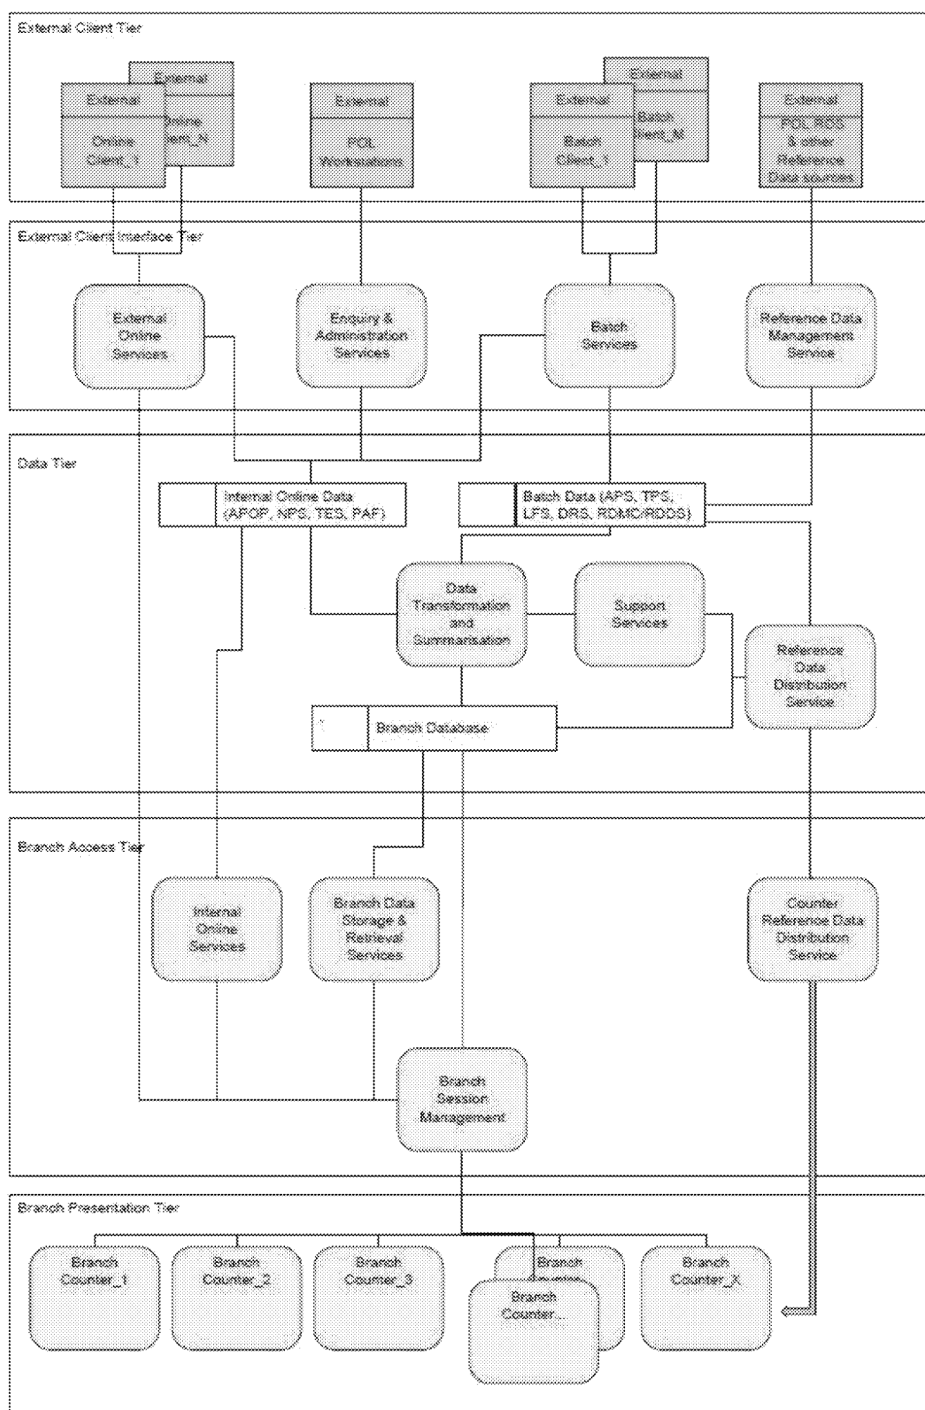 External Client Tier
External
External
Online
Client_N
External
Online
Client_1
External
POL
Workstations
External
External
Batch
Client_M
Batch
Client_1
External
POL RDS
& other
Reference
Data sources
External Client Interface Tier
External
Online
Services
Enquiry &
Administration
Services
Batch
Services
Reference Data
Management
Service
Data Tier
Internal Online Data
(APOP, NPS, TES, PAF)
Batch Data (APS, TPS,
LFS, DRS, RDMC/RDDS)
Data
Transformation
and
Summarisation
Support
Services
Reference
Data
Distribution
Service
Branch Database
Branch Access Tier
Internal
Online
Services
Branch Data
Storage &
Retrieval
Services
Counter
Reference Data
Distribution
Service
Branch
Session
Management
Branch Presentation Tier
Branch
Counter_1
Branch
Counter_2
Branch
Counter_3
Branch
Counter
Branch
Counter...
Branch
Counter_X